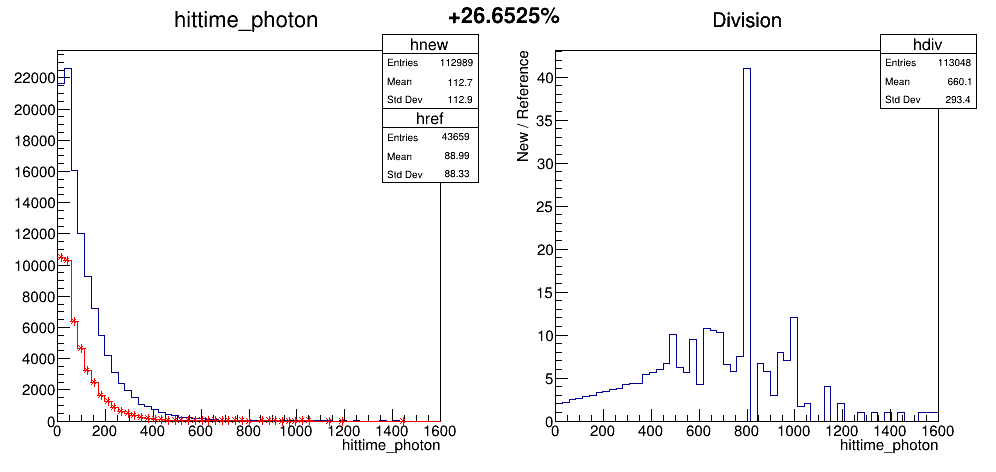 hittime_photon
+26.6525%
Division
hnew
Entries 112989
Mean 112.7
Std Dev 112.9
href
Entries 43659
Mean 88.99
Std Dev 88.33
22000
20000
18000
16000
14000
12000
10000
8000
6000
4000
2000
0
0 200 400 600 800 1000 1200 1400 1600
hittime_photon
hdiv
Entries 113048
Mean 660.1
Std Dev 293.4
New / Reference
40
35
30
25
20
15
10
5
0
0 200 400 600 800 1000 1200 1400 1600
hittime_photon